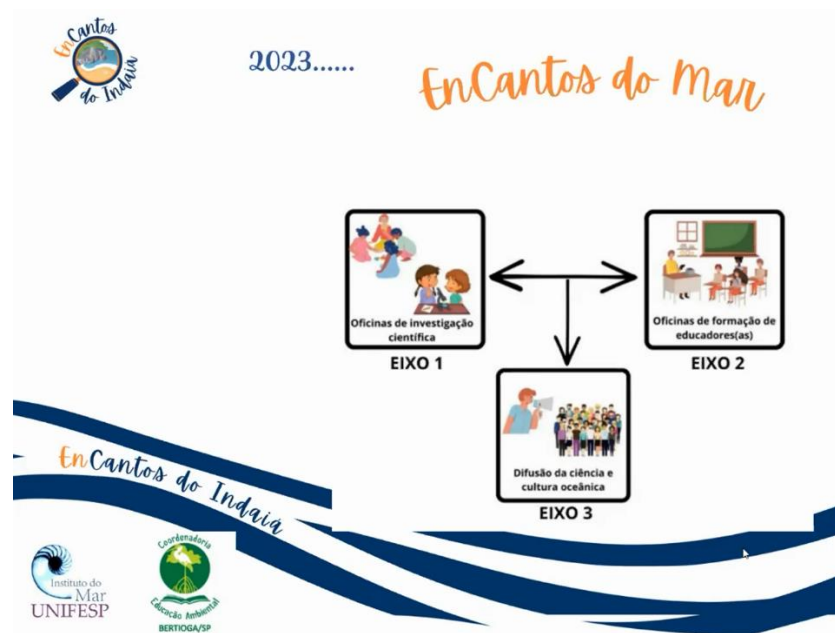 EnCantos
do Indaiá
2023......
EnCantos do Mar
Oficinas de investigação
científica
EIXO 1
Oficinas de formação de
educadores(as)
EIXO 2
Difusão da ciência e
cultura oceânica
EIXO 3
EnCantos do Indaiá
Instituto do
Mar
UNIFESP
Coordenadoria
Educação Ambiental
BERTIOGA/SP